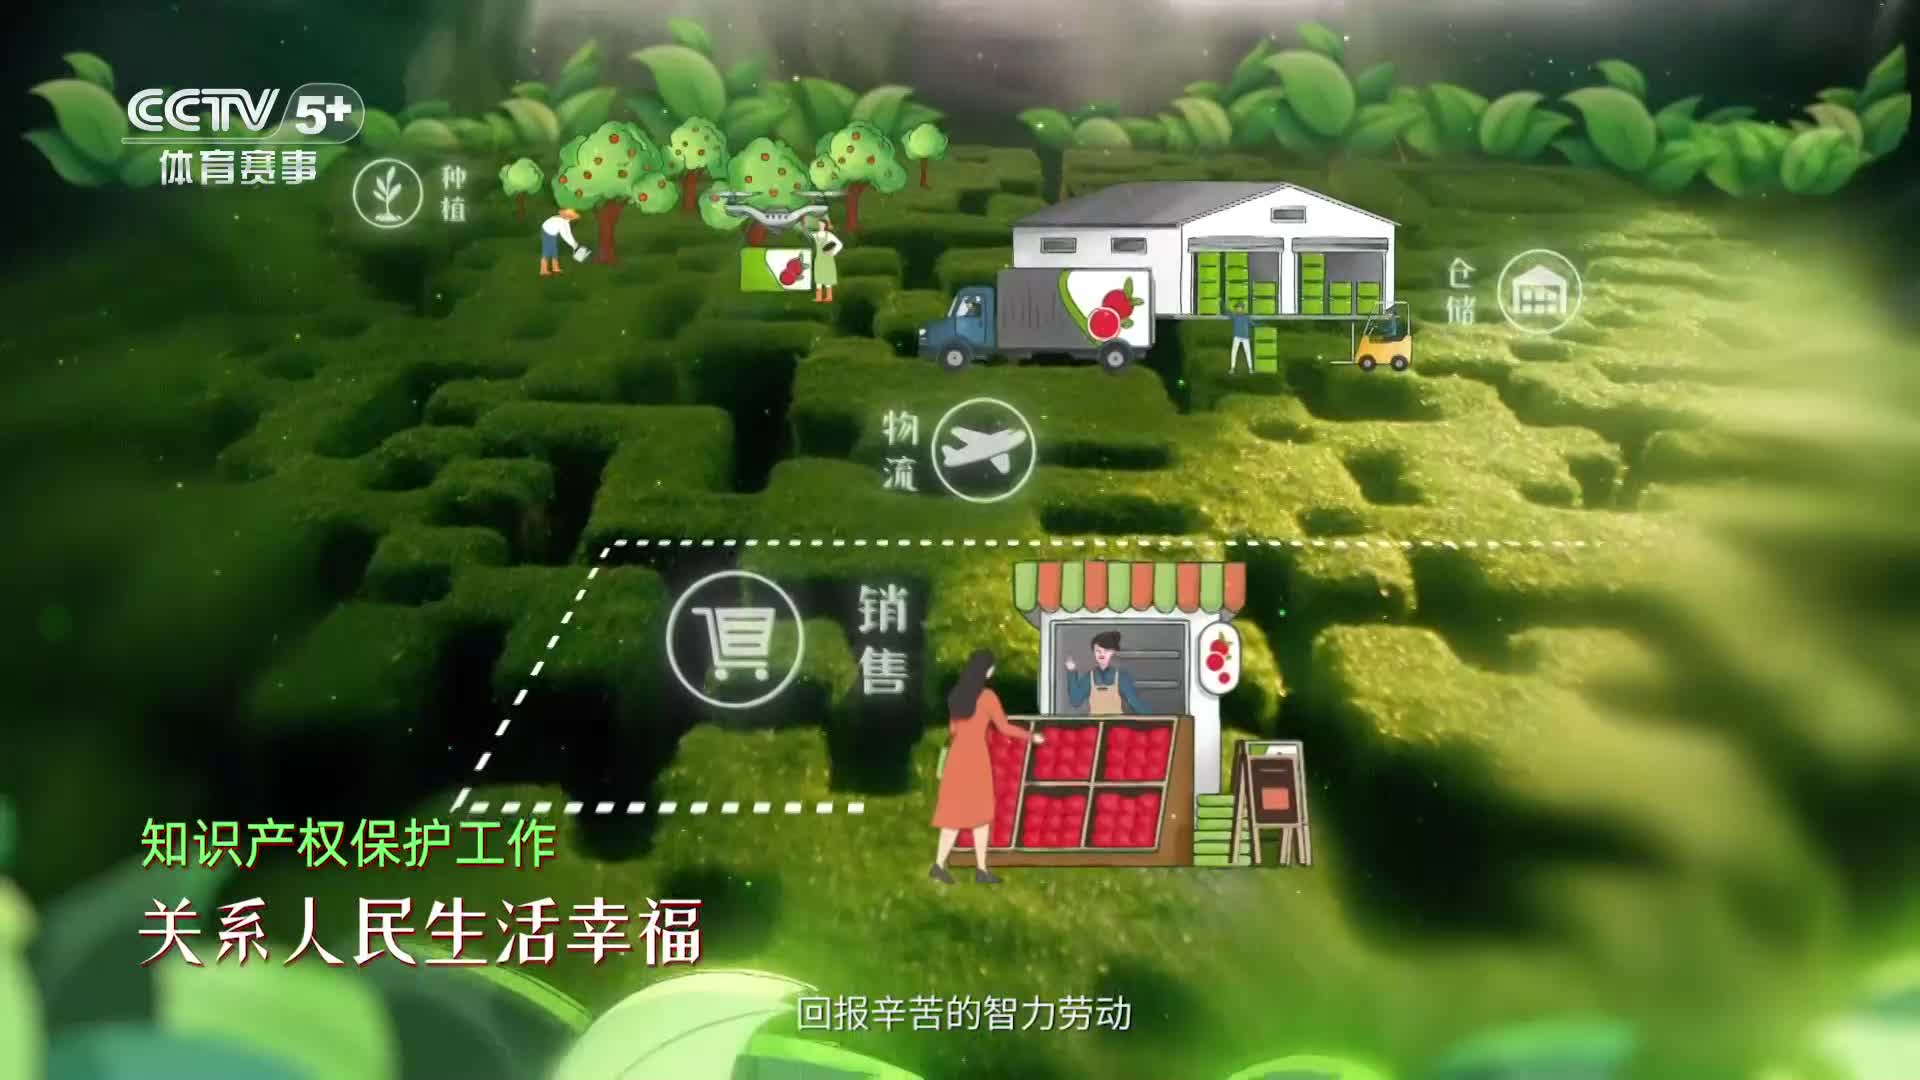 CCTV 5+
体育赛事
种植
仓储
物流
销售
知识产权保护工作
关系人民生活幸福
回报辛苦的智力劳动